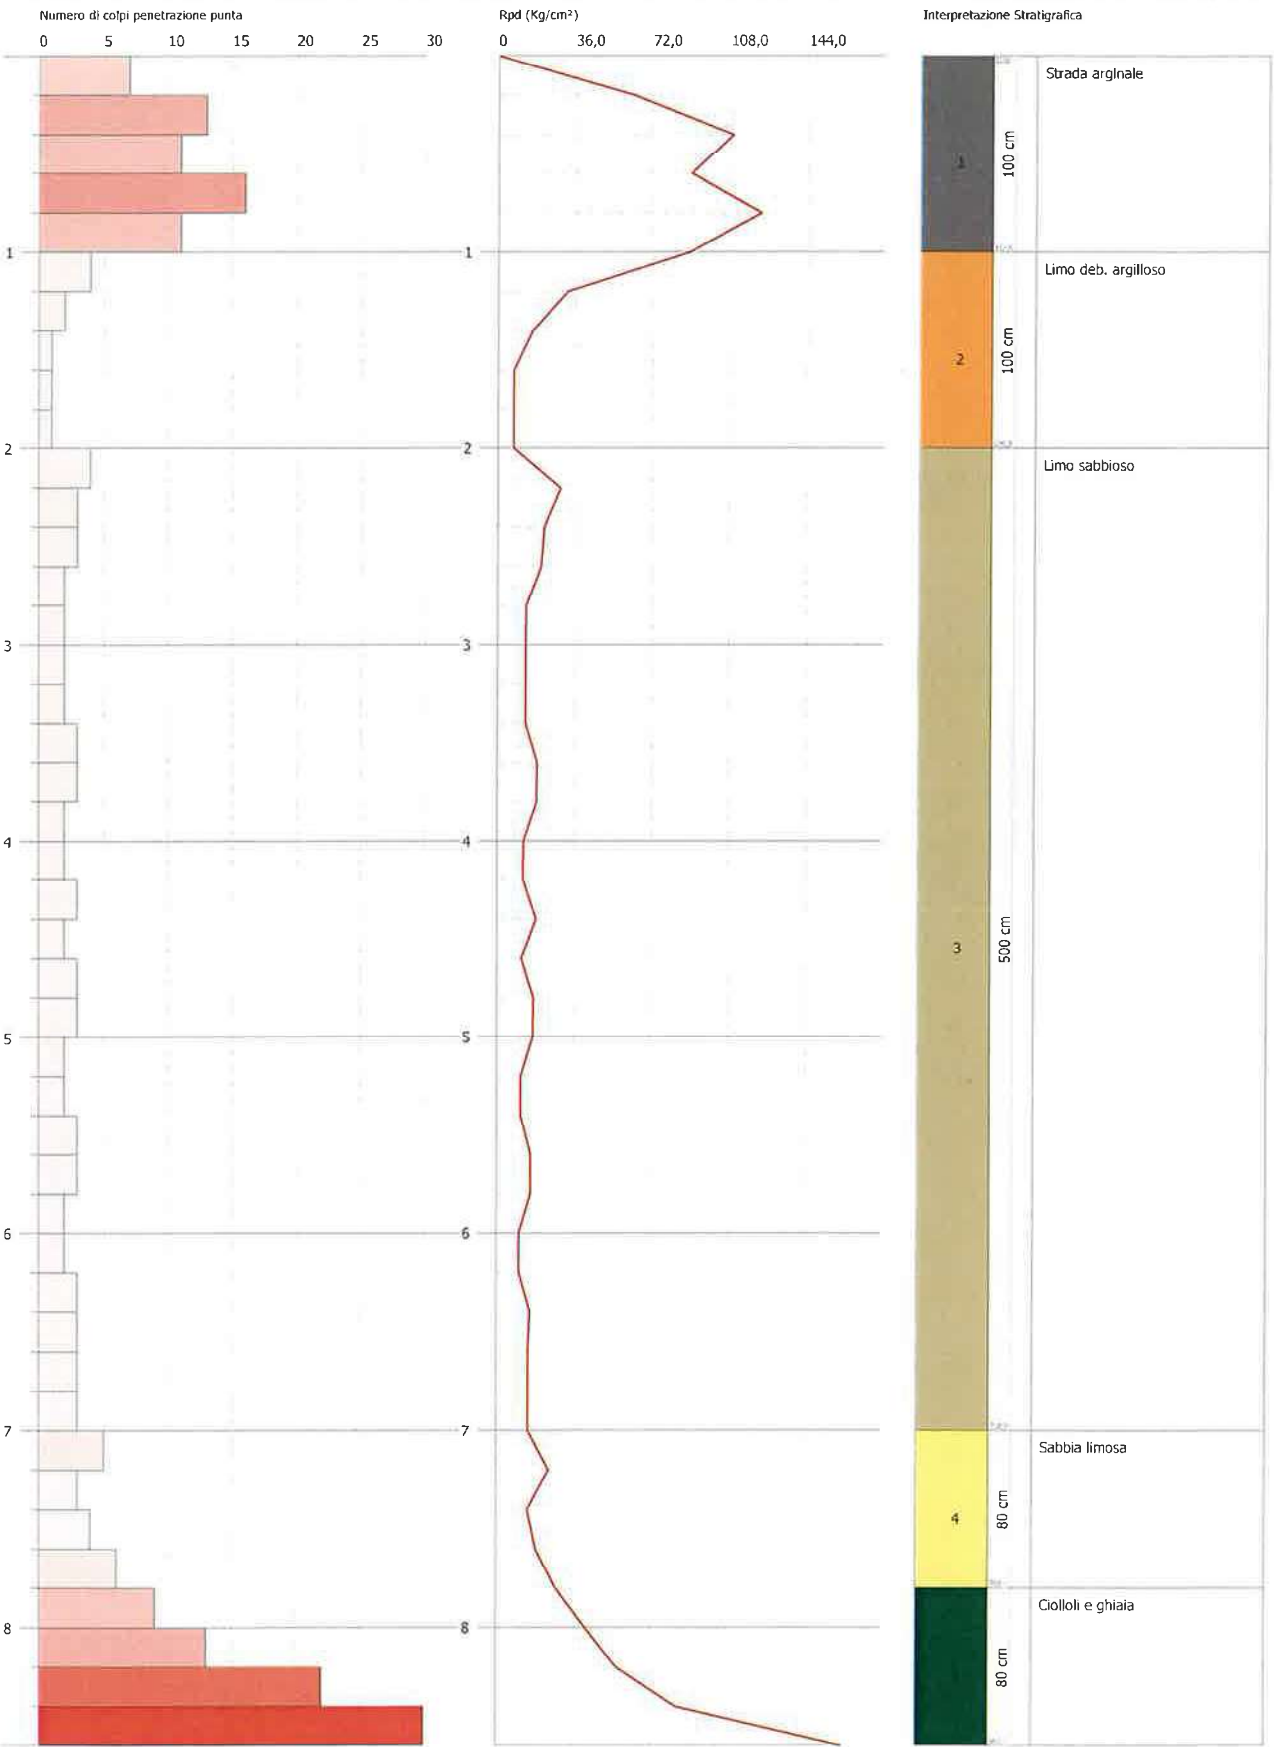 Numero di colpi penetrazione punta
0 5 10 15 20 25 30
Rpd (Kg/cm²)
0 36,0 72,0 108,0 144,0
Interpretazione Stratigrafica
Strada arginale
1
100 cm
1
1
Limo deb. argilloso
2
100 cm
2
2
Limo sabbioso
3
3
4
4
3
500 cm
5
5
6
6
7
7
Sabbia limosa
4
80 cm
Ciolloli e ghiaia
8
8
80 cm